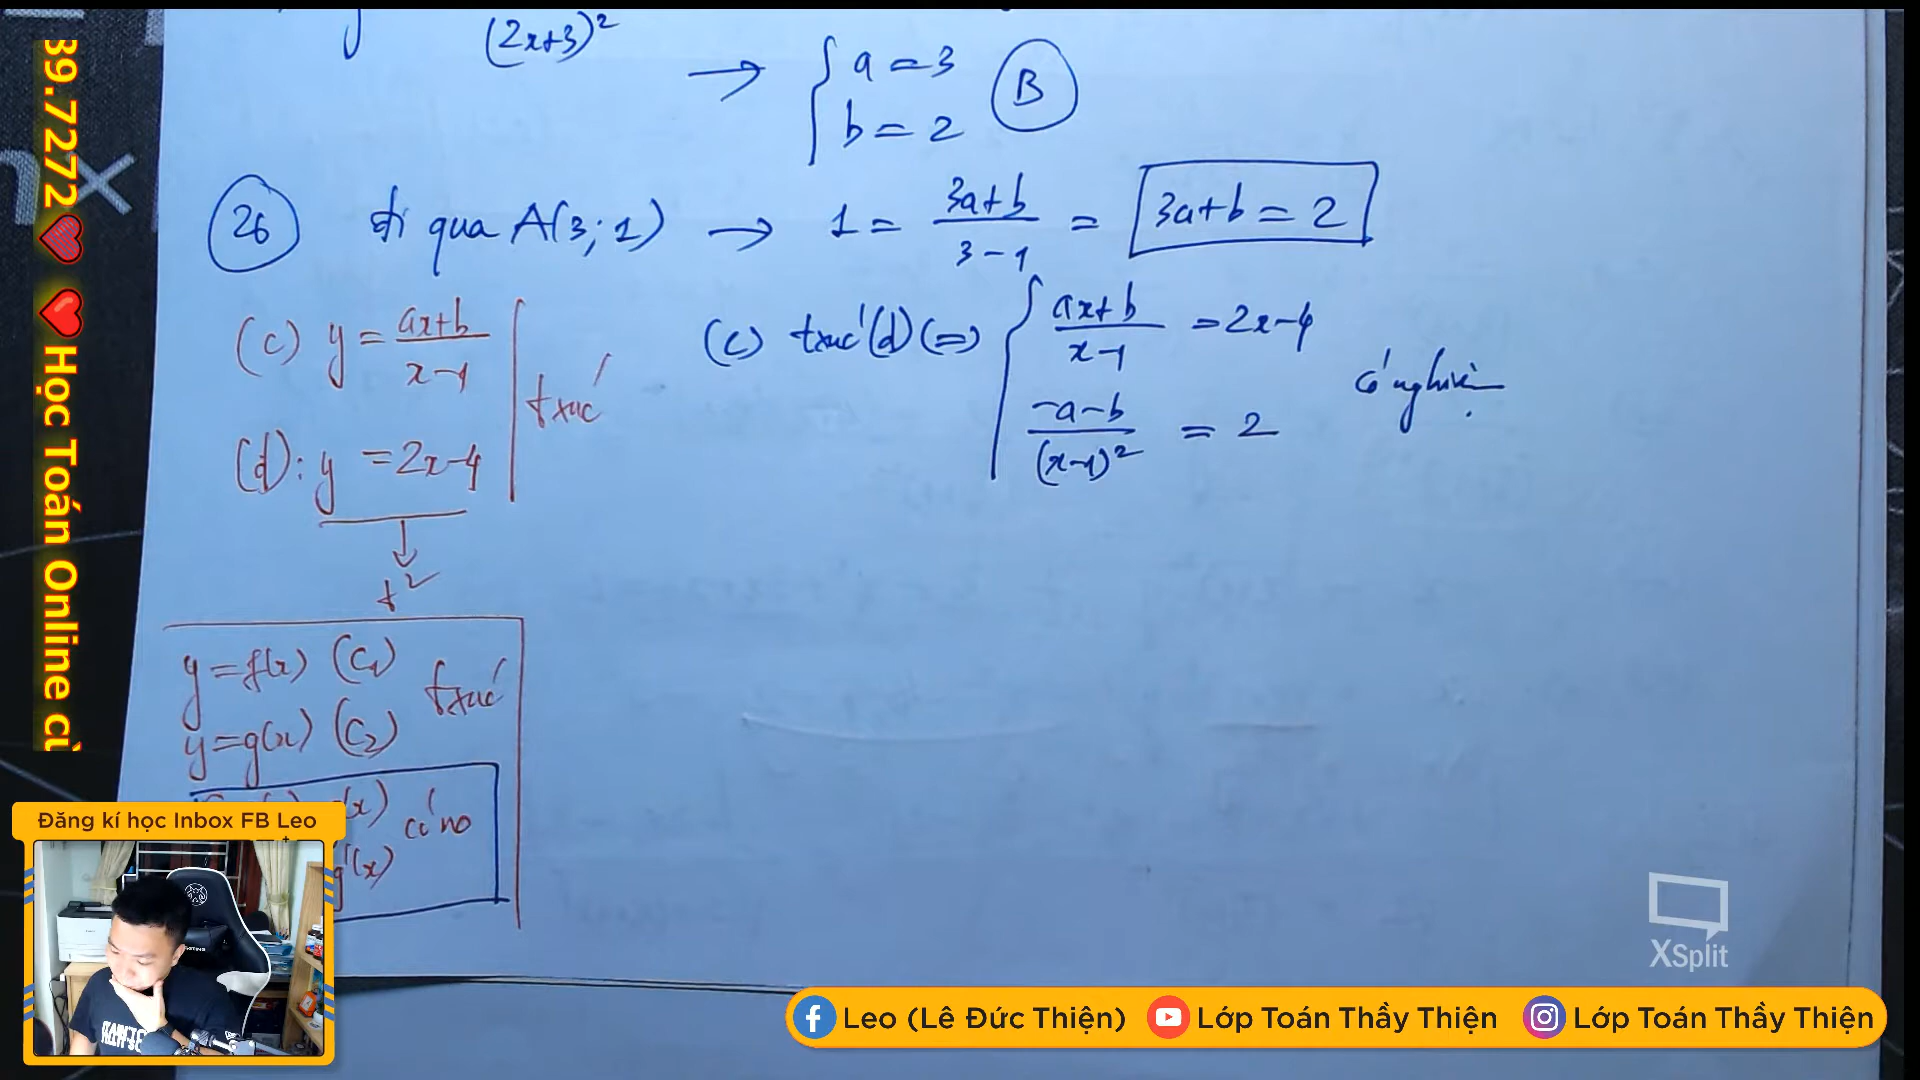 y (2x+3)²
→ { a = 3
b = 2 (B)
26 đi qua A(3; 1) → 1 = (3a+b)/(3-1) = 3a+b = 2
(C) y = (ax+b)/(x-1)
(d): y = 2x-4
t xúc
(C) t xúc (d) (=) { (ax+b)/(x-1) = 2x-4
(-a-b)/(x-1)² = 2
có nghiệm
y = f(x) (C₁)
y = g(x) (C₂)
t xúc
(x)
g'(x)
có no
39.7272❤️ ❤️Học Toán Online cù
Đăng kí học Inbox FB Leo
XSplit
Leo (Lê Đức Thiện) Lớp Toán Thầy Thiện Lớp Toán Thầy Thiện